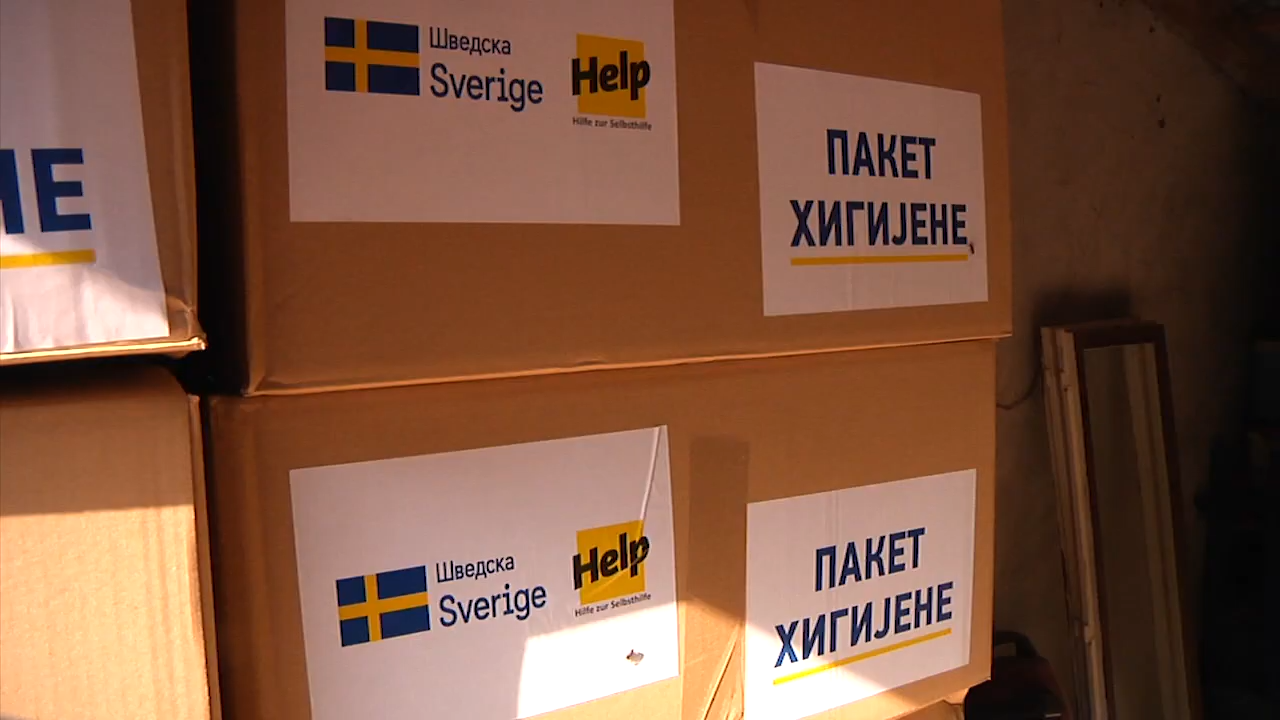 Шведска
Sverige
Help
Hilfe zur Selbsthilfe
ПАКЕТ
ХИГИЈЕНЕ
Шведска
Sverige
Help
Hilfe zur Selbsthilfe
ПАКЕТ
ХИГИЈЕНЕ